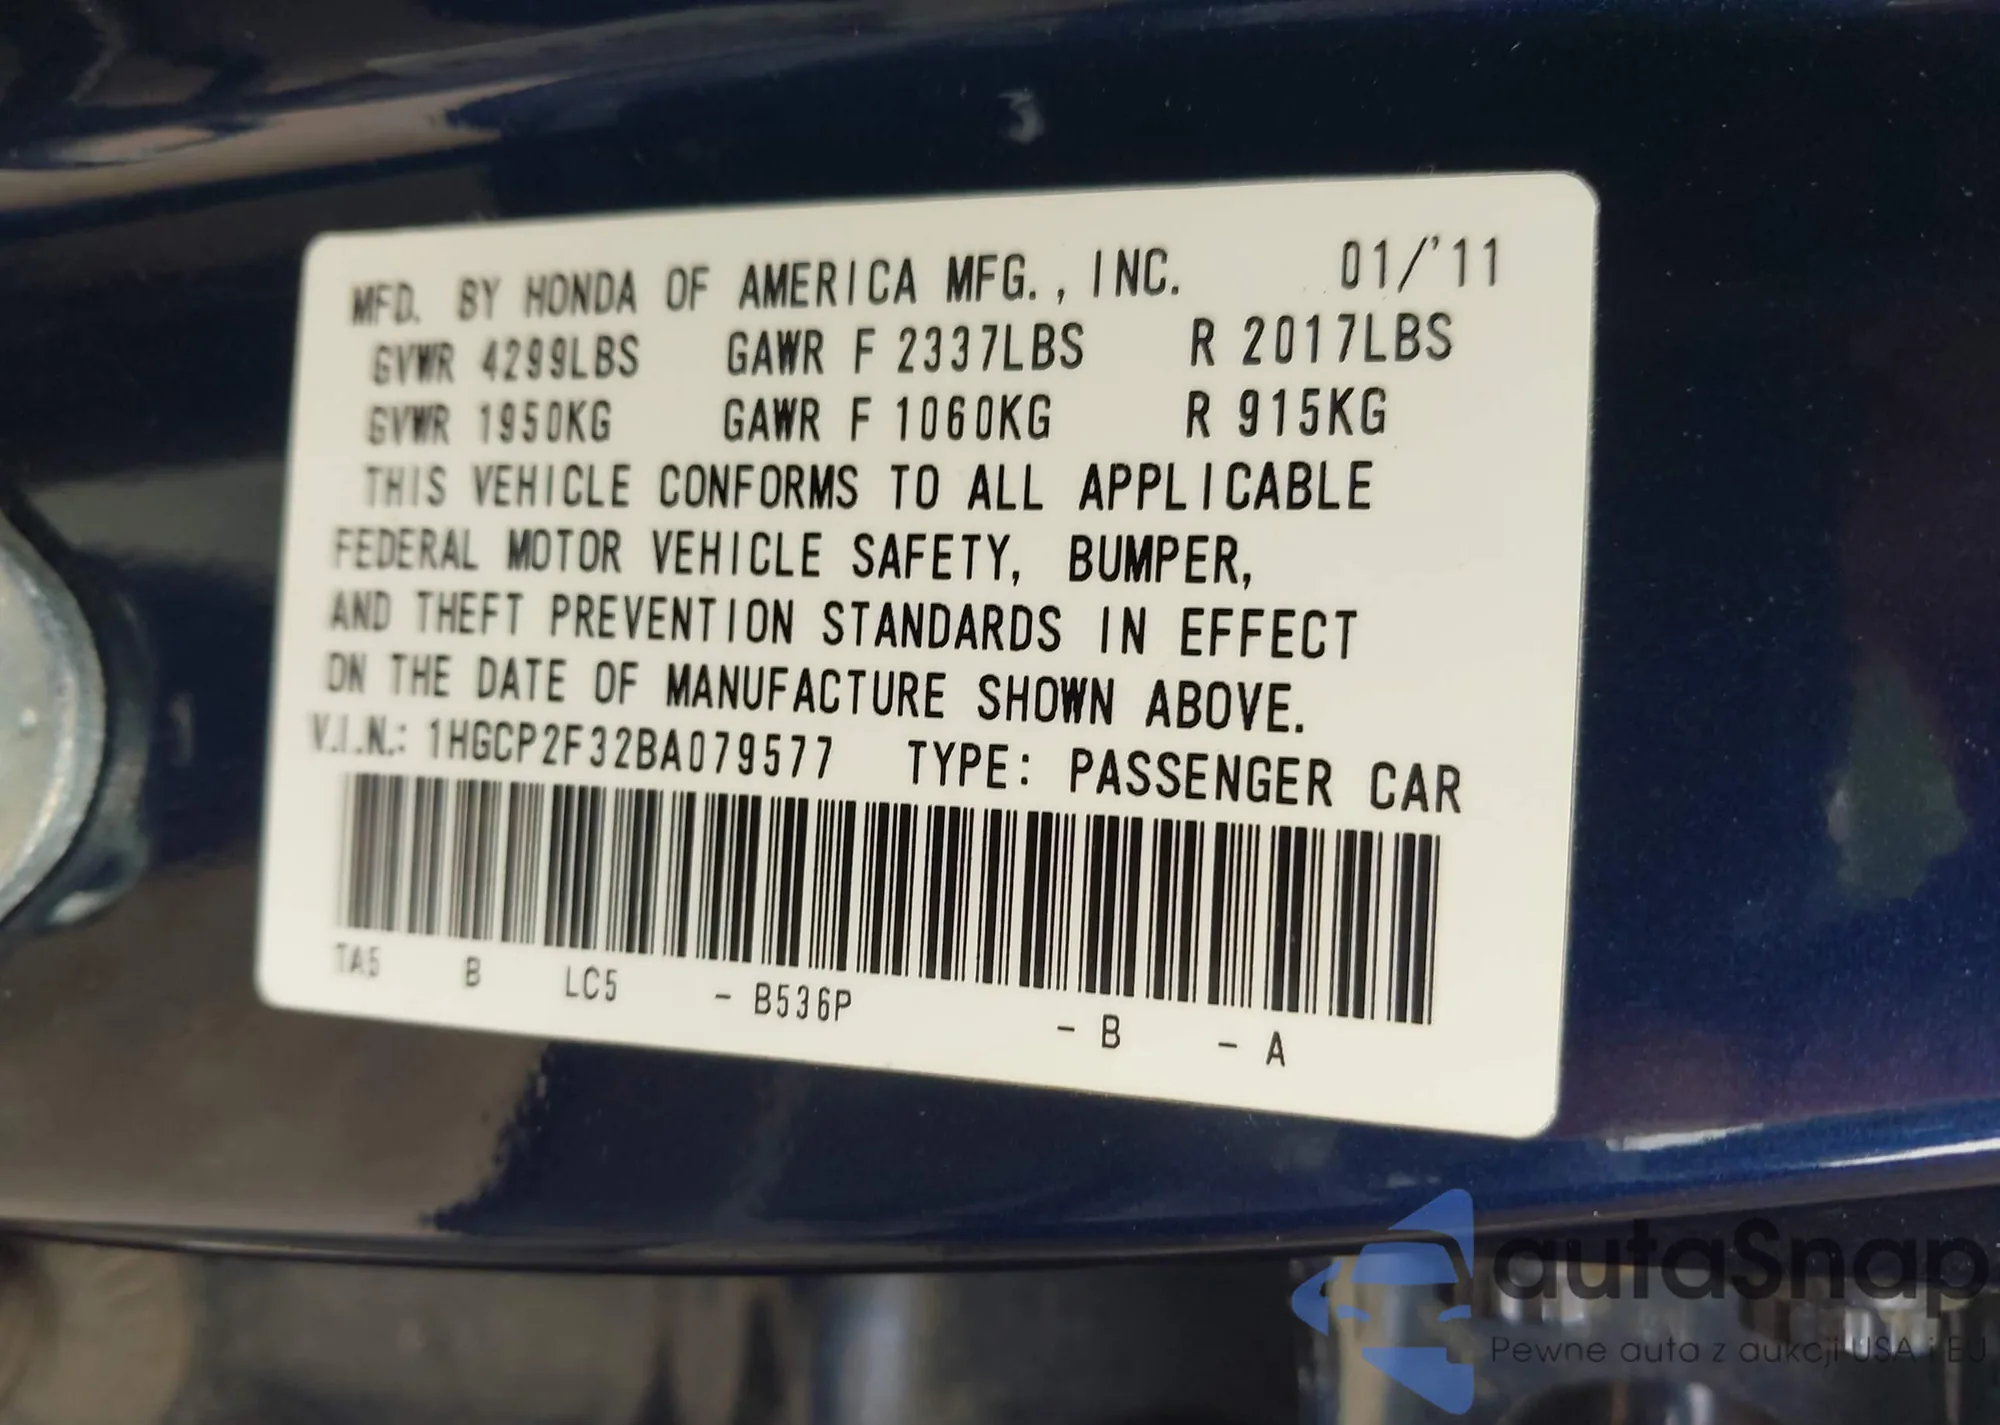 MFD. BY HONDA OF AMERICA MFG., INC. 01/'11
GVWR 4299LBS GAWR F 2337LBS R 2017LBS
GVWR 1950KG GAWR F 1060KG R 915KG
THIS VEHICLE CONFORMS TO ALL APPLICABLE
FEDERAL MOTOR VEHICLE SAFETY, BUMPER,
AND THEFT PREVENTION STANDARDS IN EFFECT
ON THE DATE OF MANUFACTURE SHOWN ABOVE.
V.I.N.: 1HGCP2F32BA079577 TYPE: PASSENGER CAR
TA5 B LC5 - B536P - B - A
autaSnap
Pewne auta z aukcji USA i EU